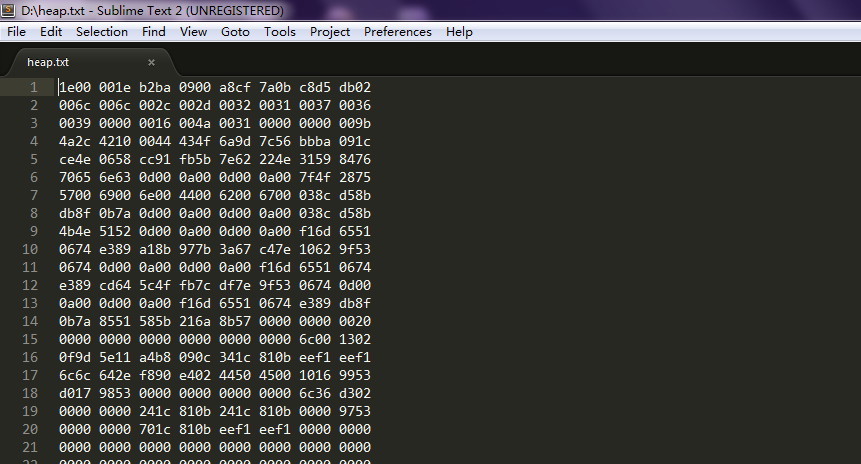 D:\heap.txt - Sublime Text 2 (UNREGISTERED)
File Edit Selection Find View Goto Tools Project Preferences Help
heap.txt ×
1 1e00 001e b2ba 0900 a8cf 7a0b c8d5 db02
2 006c 006c 002c 002d 0032 0031 0037 0036
3 0039 0000 0016 004a 0031 0000 0000 009b
4 4a2c 4210 0044 434f 6a9d 7c56 bbba 091c
5 ce4e 0658 cc91 fb5b 7e62 224e 3159 8476
6 7065 6e63 0d00 0a00 0d00 0a00 7f4f 2875
7 5700 6900 6e00 4400 6200 6700 038c d58b
8 db8f 0b7a 0d00 0a00 0d00 0a00 038c d58b
9 4b4e 5152 0d00 0a00 0d00 0a00 f16d 6551
10 0674 e389 a18b 977b 3a67 c47e 1062 9f53
11 0674 0d00 0a00 0d00 0a00 f16d 6551 0674
12 e389 cd64 5c4f fb7c df7e 9f53 0674 0d00
13 0a00 0d00 0a00 f16d 6551 0674 e389 db8f
14 0b7a 8551 585b 216a 8b57 0000 0000 0020
15 0000 0000 0000 0000 0000 0000 6c00 1302
16 0f9d 5e11 a4b8 090c 341c 810b eef1 eef1
17 6c6c 642e f890 e402 4450 4500 1016 9953
18 d017 9853 0000 0000 0000 0000 6c36 d302
19 0000 0000 241c 810b 241c 810b 0000 9753
20 0000 0000 701c 810b eef1 eef1 0000 0000
21 0000 0000 0000 0000 0000 0000 0000 0000
22 0000 0000 0000 0000 0000 0000 0000 0000